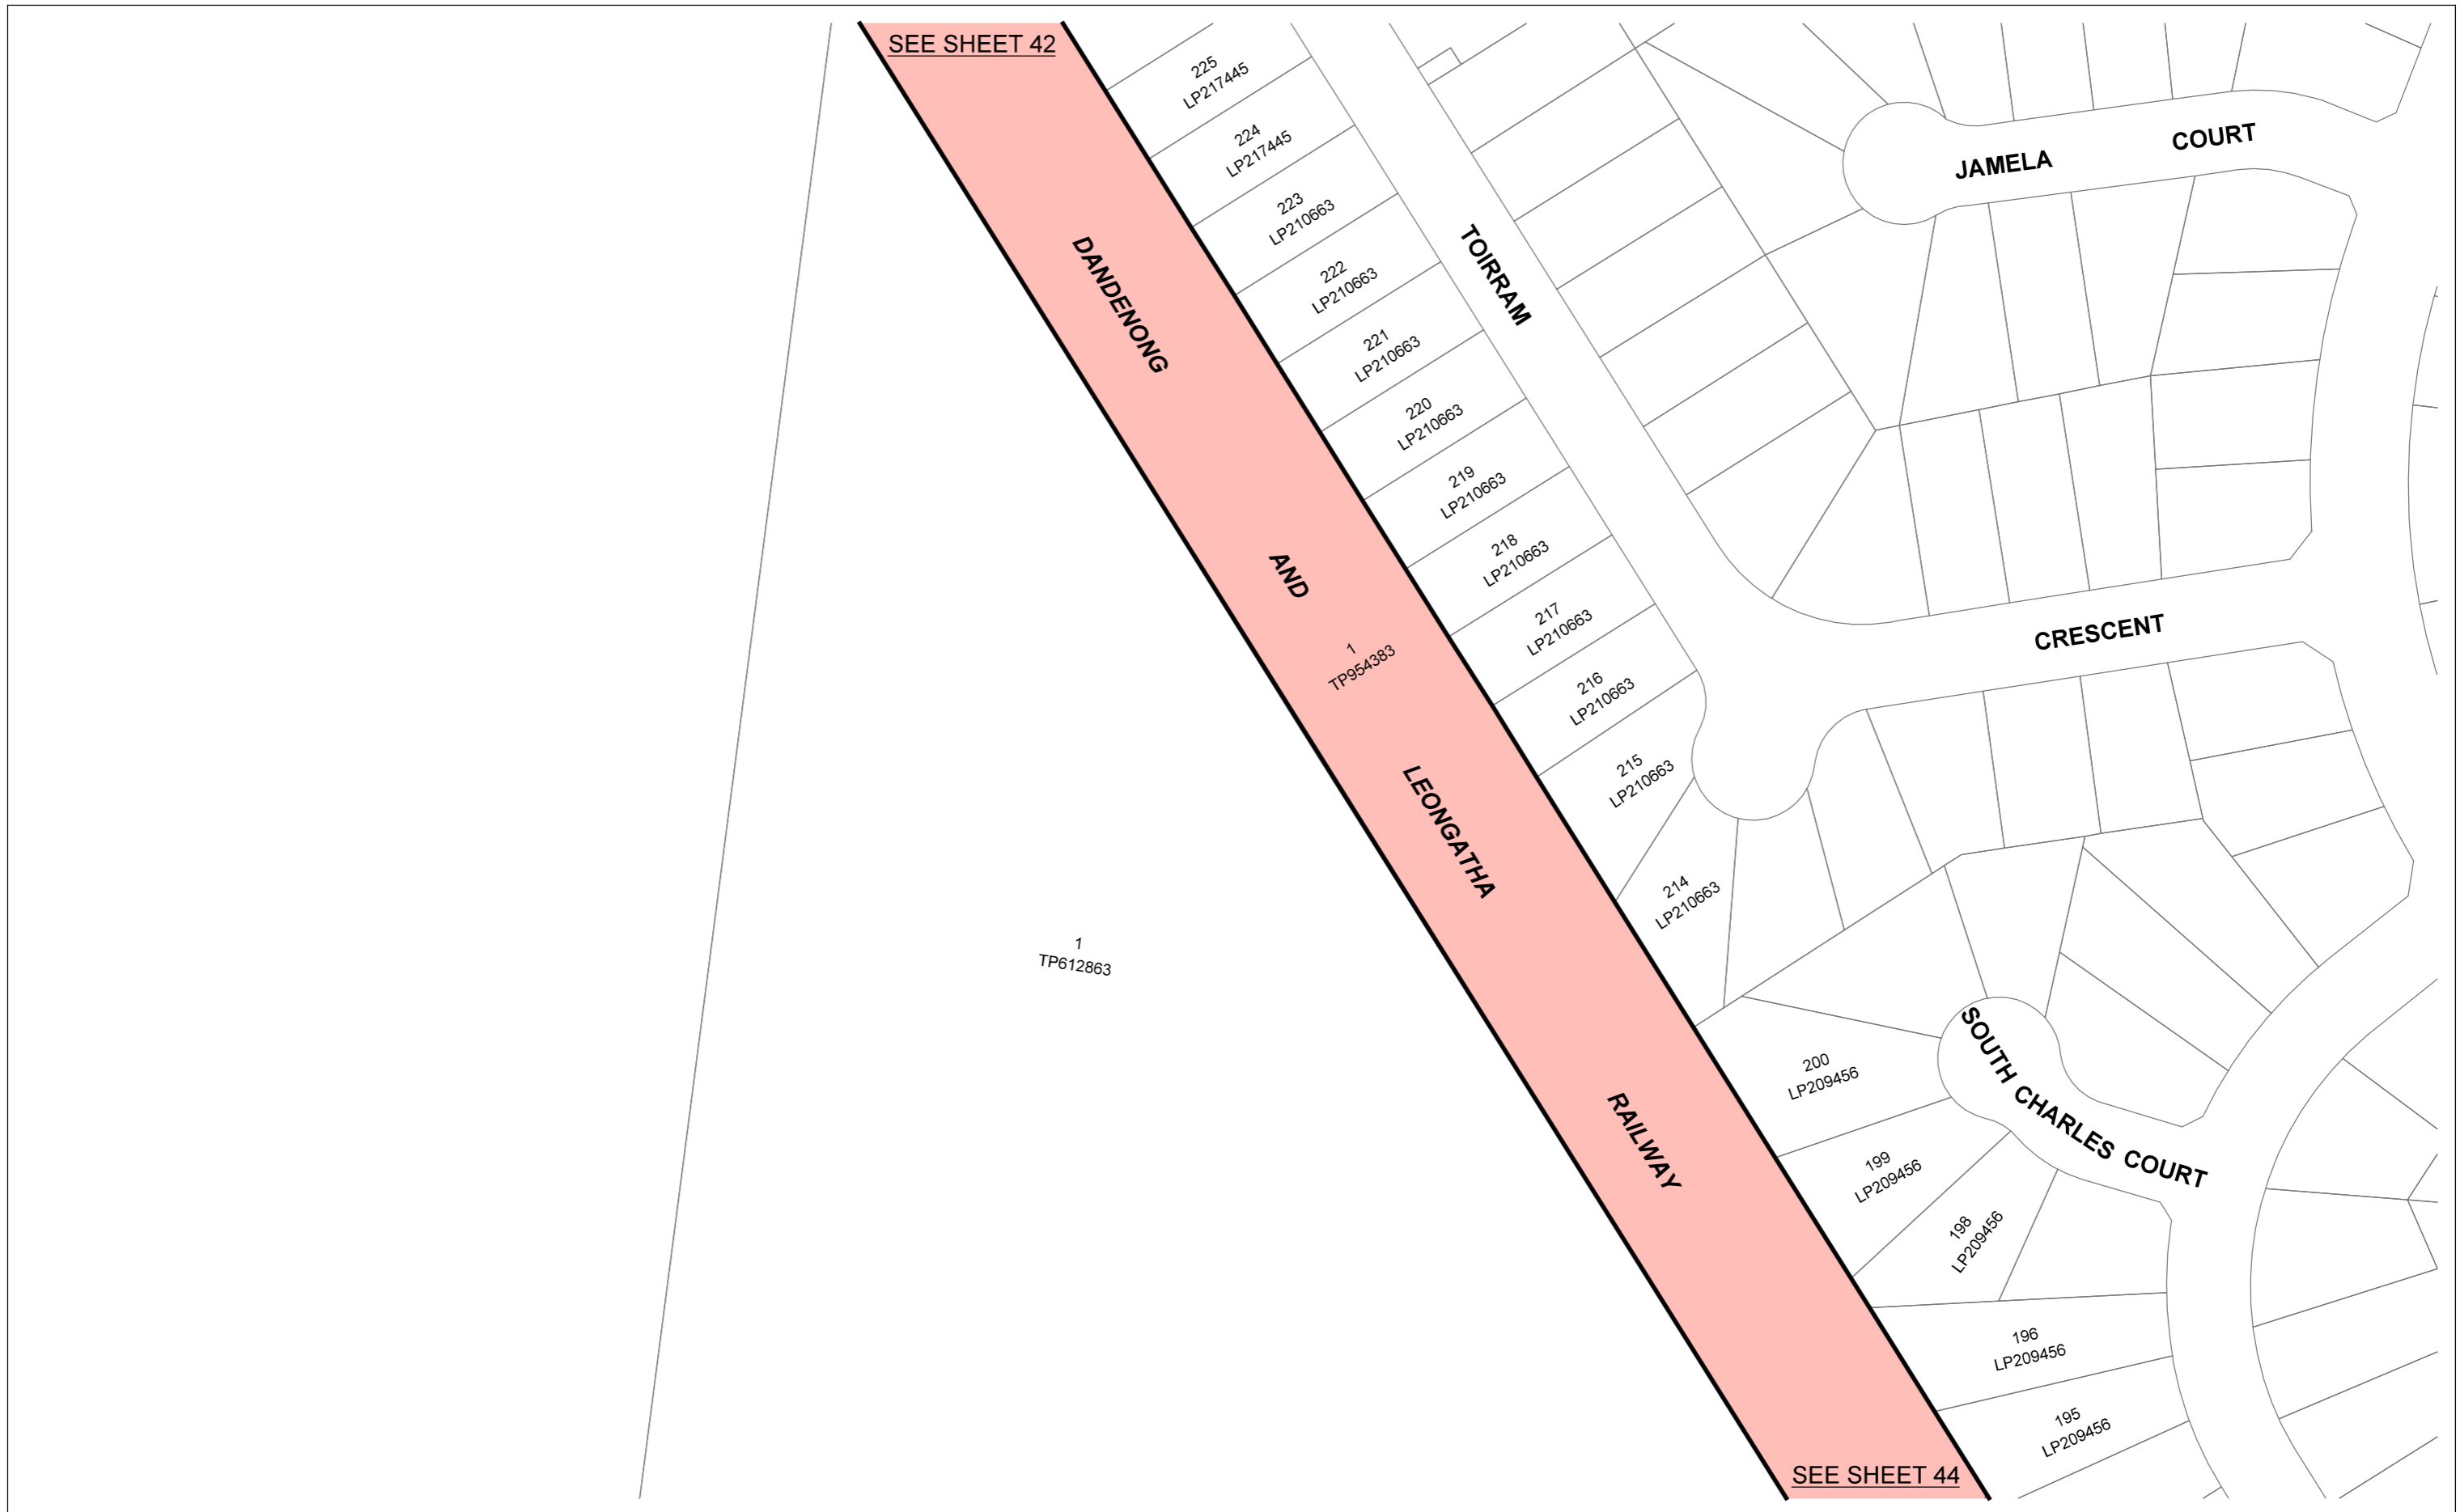 SEE SHEET 42
225
LP217445
224
LP217445
223
LP210663
222
LP210663
221
LP210663
220
LP210663
219
LP210663
218
LP210663
217
LP210663
216
LP210663
215
LP210663
214
LP210663
JAMELA COURT
TOIRRAM CRESCENT
DANDENONG AND LEONGATHA RAILWAY
1
TP954383
1
TP612863
200
LP209456
199
LP209456
198
LP209456
196
LP209456
195
LP209456
SOUTH CHARLES COURT
SEE SHEET 44